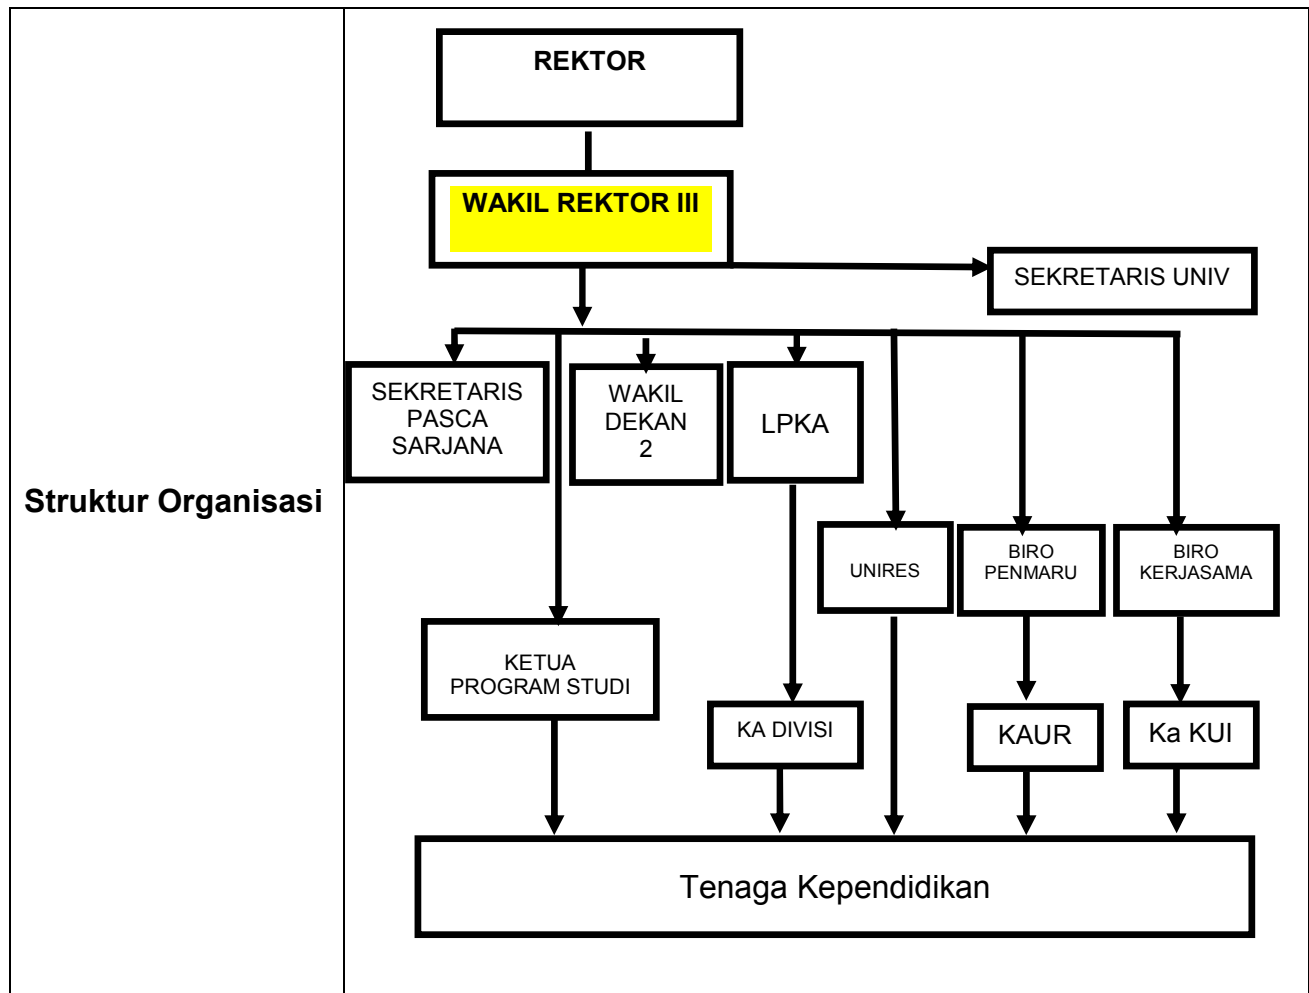 Struktur Organisasi
REKTOR
WAKIL REKTOR III
SEKRETARIS UNIV
SEKRETARIS
PASCA
SARJANA
WAKIL
DEKAN
2
LPKA
UNIRES
BIRO
PENMARU
BIRO
KERJASAMA
KETUA
PROGRAM STUDI
KA DIVISI
KAUR
Ka KUI
Tenaga Kependidikan